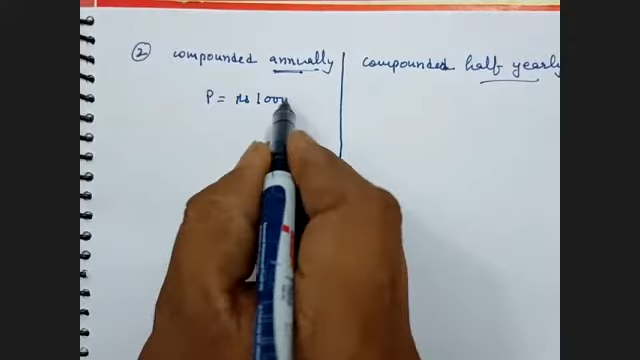 ② compounded annually
compounded half yearly
P = Rs 1000